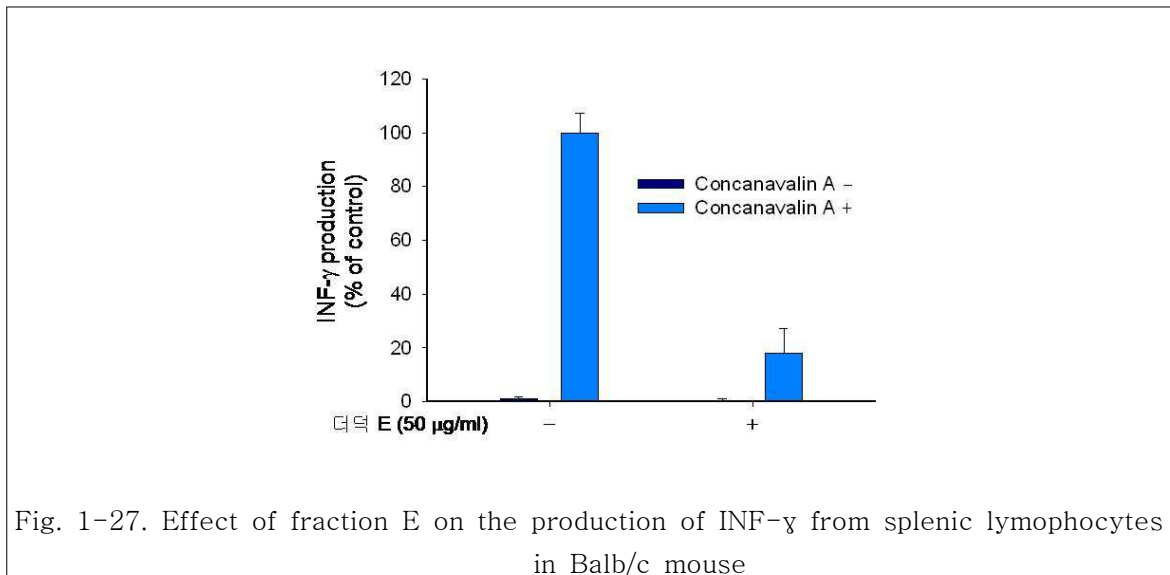 120
100
80
60
40
20
0
INF-γ production
(% of control)
Concanavalin A −
Concanavalin A +
더덕 E (50 μg/ml) − +
Fig. 1-27. Effect of fraction E on the production of INF-ɣ from splenic lymophocytes
in Balb/c mouse